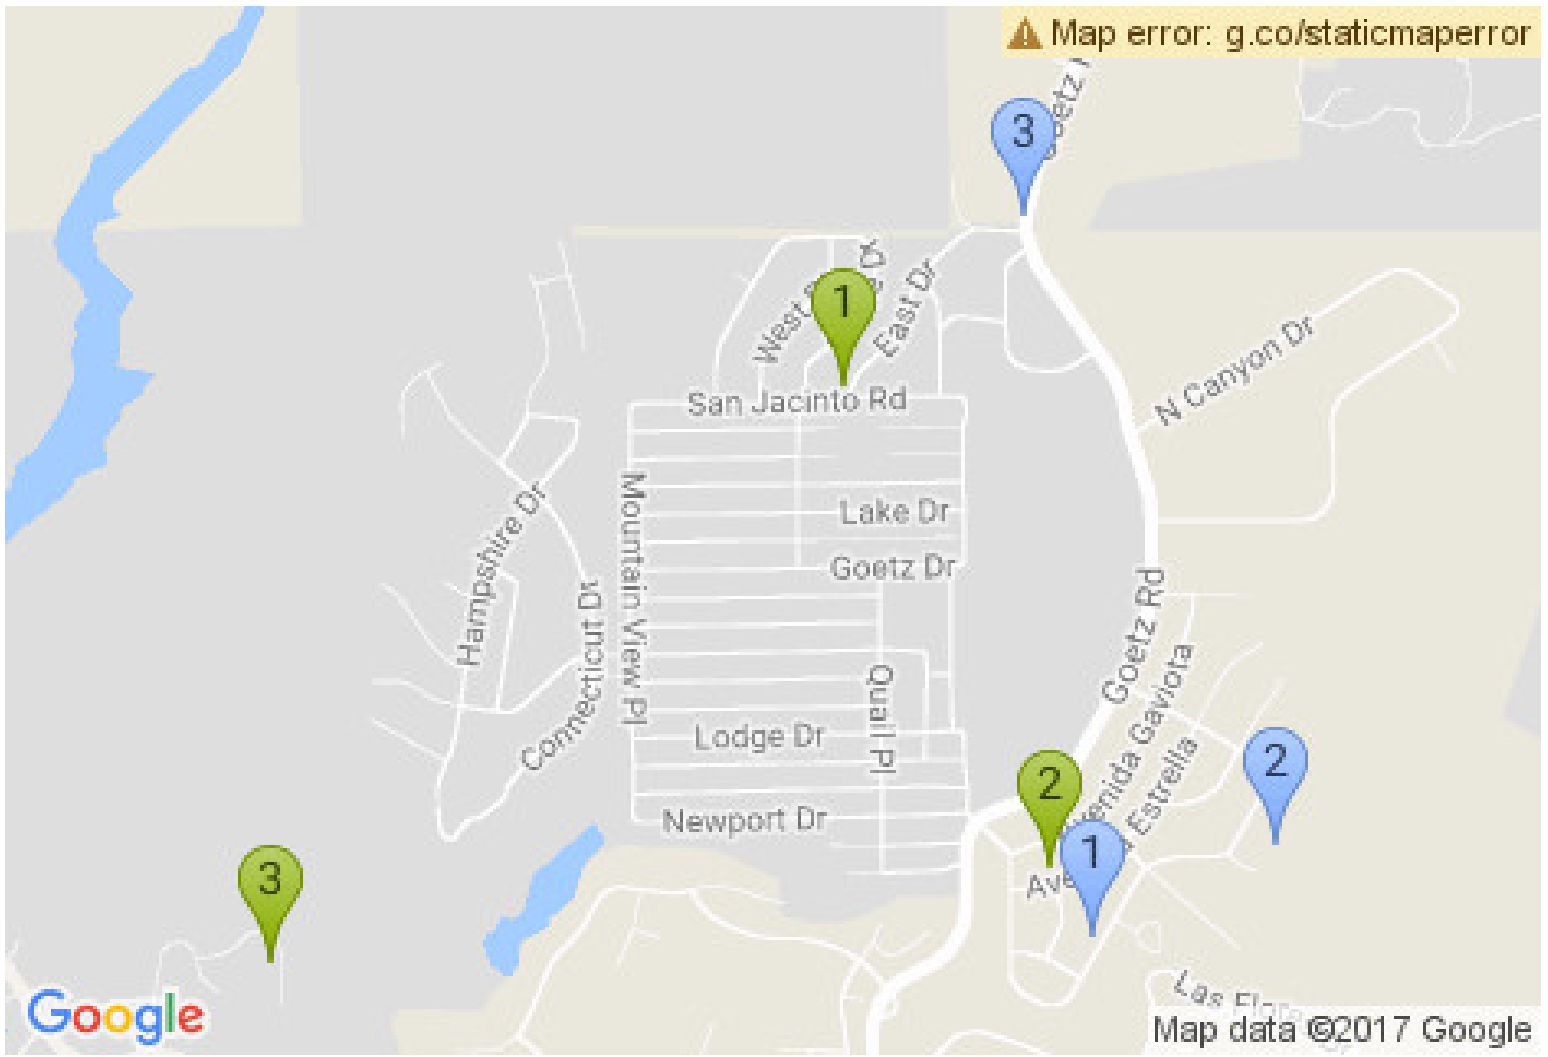 Map error: g.co/staticmaperror
3
1
East Dr
N Canyon Dr
San Jacinto Rd
Mountain View Pl
Lake Dr
Hampshire Dr
Goetz Dr
Goetz Rd
Connecticut Dr
Quail Pl
Lodge Dr
Estrella
2
2
Newport Dr
1
3
Google
Map data ©2017 Google